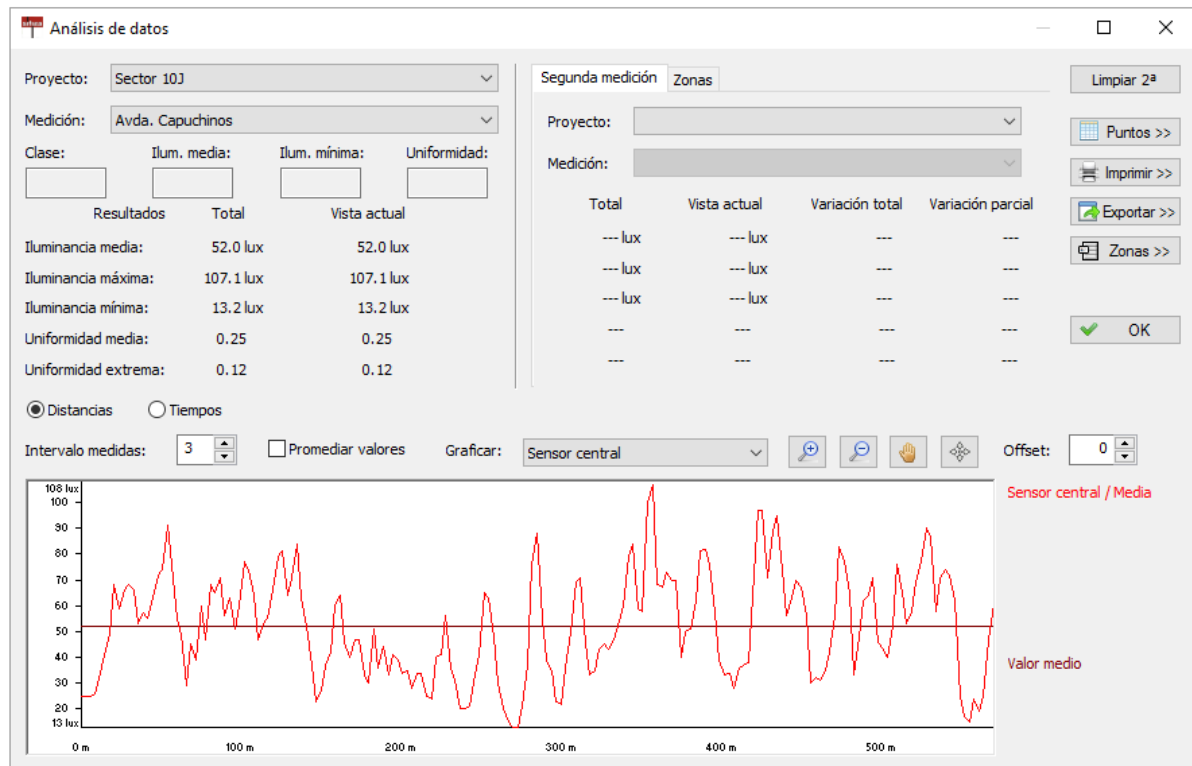 Análisis de datos
Proyecto: Sector 10J
Medición: Avda. Capuchinos
Clase: Ilum. media: Ilum. mínima: Uniformidad:
Resultados Total Vista actual
Iluminancia media: 52.0 lux 52.0 lux
Iluminancia máxima: 107.1 lux 107.1 lux
Iluminancia mínima: 13.2 lux 13.2 lux
Uniformidad media: 0.25 0.25
Uniformidad extrema: 0.12 0.12
Segunda medición Zonas
Proyecto:
Medición:
Total Vista actual Variación total Variación parcial
--- lux --- lux --- ---
--- lux --- lux --- ---
--- lux --- lux --- ---
--- --- --- ---
--- --- --- ---
Limpiar 2ª
Puntos >>
Imprimir >>
Exportar >>
Zonas >>
OK
Distancias Tiempos
Intervalo medidas: 3 Promediar valores Graficar: Sensor central Offset: 0
108 lux
100
90
80
70
60
50
40
30
20
13 lux
0 m 100 m 200 m 300 m 400 m 500 m
Sensor central / Media
Valor medio